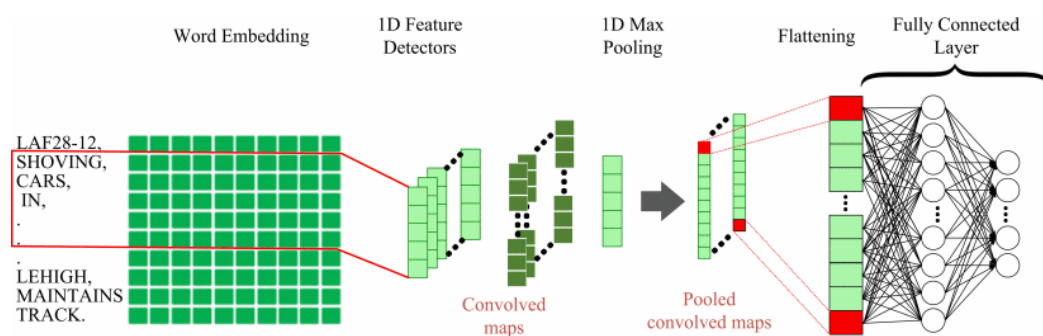 Word Embedding
1D Feature
Detectors
1D Max
Pooling
Flattening
Fully Connected
Layer
LAF28-12,
SHOVING,
CARS,
IN,
.
.
.
LEHIGH,
MAINTAINS
TRACK.
Convolved
maps
Pooled
convolved maps